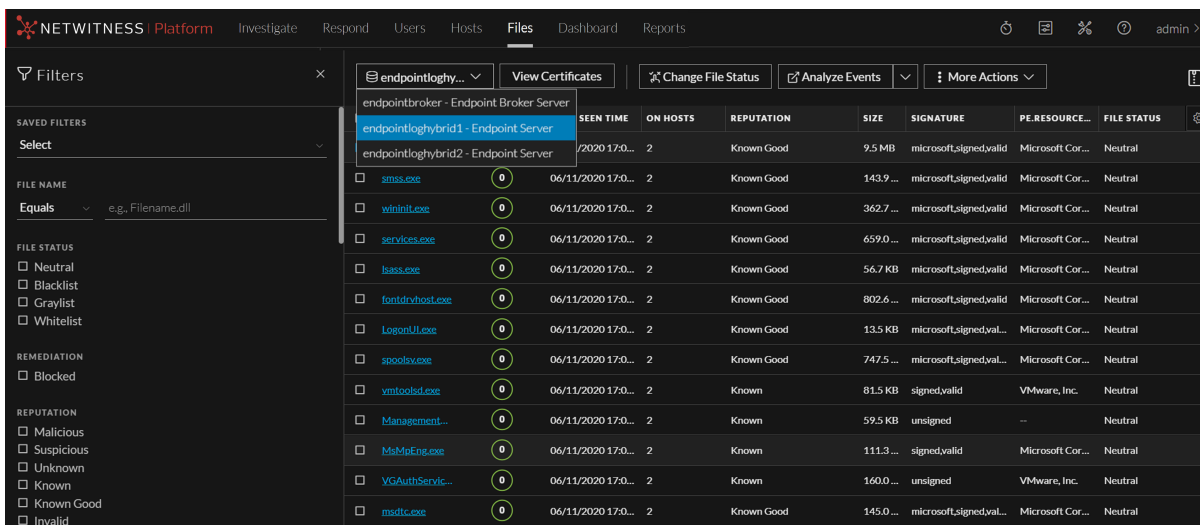 NETWITNESS | Platform Investigate Respond Users Hosts Files Dashboard Reports admin
Filters
SAVED FILTERS
Select
FILE NAME
Equals e.g., Filename.dll
FILE STATUS
Neutral
Blacklist
Graylist
Whitelist
REMEDIATION
Blocked
REPUTATION
Malicious
Suspicious
Unknown
Known
Known Good
Invalid
endpointloghy... View Certificates Change File Status Analyze Events More Actions
endpointbroker - Endpoint Broker Server
endpointloghybrid1 - Endpoint Server
endpointloghybrid2 - Endpoint Server
SEEN TIME ON HOSTS REPUTATION SIZE SIGNATURE PE.RESOURCE... FILE STATUS
/2020 17:0... 2 Known Good 9.5 MB microsoft,signed,valid Microsoft Cor... Neutral
smss.exe 0 06/11/2020 17:0... 2 Known Good 143.9 ... microsoft,signed,valid Microsoft Cor... Neutral
wininit.exe 0 06/11/2020 17:0... 2 Known Good 362.7 ... microsoft,signed,valid Microsoft Cor... Neutral
services.exe 0 06/11/2020 17:0... 2 Known Good 659.0 ... microsoft,signed,valid Microsoft Cor... Neutral
lsass.exe 0 06/11/2020 17:0... 2 Known Good 56.7 KB microsoft,signed,valid Microsoft Cor... Neutral
fontdrvhost.exe 0 06/11/2020 17:0... 2 Known Good 802.6 ... microsoft,signed,valid Microsoft Cor... Neutral
LogonUI.exe 0 06/11/2020 17:0... 2 Known Good 13.5 KB microsoft,signed,val... Microsoft Cor... Neutral
spoolsv.exe 0 06/11/2020 17:0... 2 Known Good 747.5 ... microsoft,signed,val... Microsoft Cor... Neutral
vmtoolsd.exe 0 06/11/2020 17:0... 2 Known 81.5 KB signed,valid VMware, Inc. Neutral
Management... 0 06/11/2020 17:0... 2 Known 59.5 KB unsigned -- Neutral
MsMpEng.exe 0 06/11/2020 17:0... 2 Known 111.3 ... signed,valid Microsoft Cor... Neutral
VGAuthServic... 0 06/11/2020 17:0... 2 Known 160.0 ... unsigned VMware, Inc. Neutral
msdtc.exe 0 06/11/2020 17:0... 2 Known Good 145.0 ... microsoft,signed,val... Microsoft Cor... Neutral